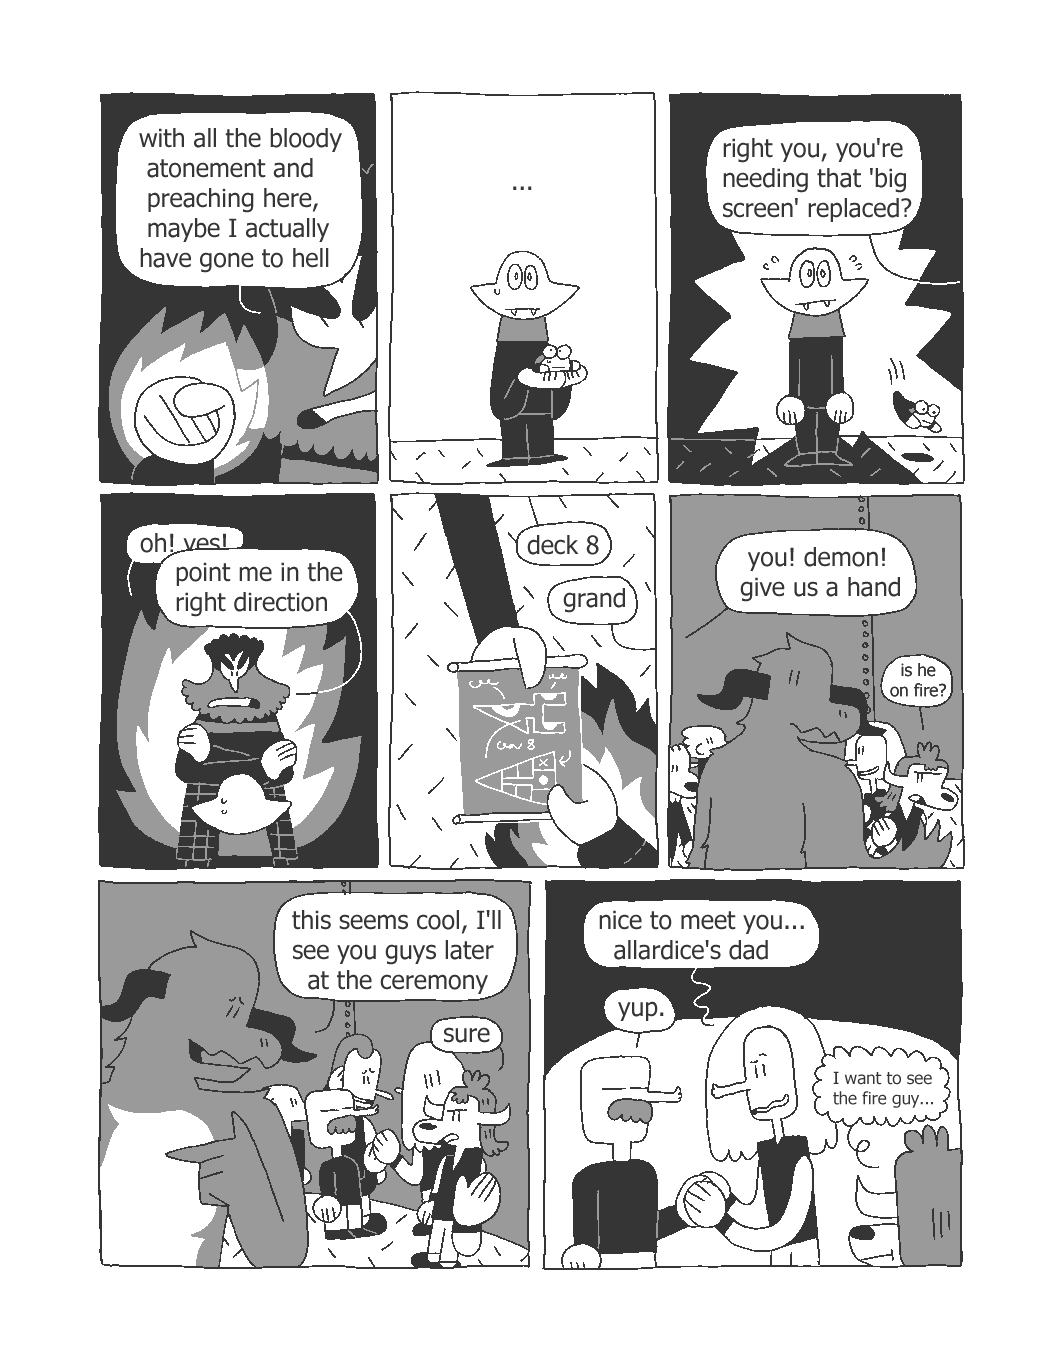 with all the bloody
atonement and
preaching here,
maybe I actually
have gone to hell
...
right you, you're
needing that 'big
screen' replaced?
oh! yes!
point me in the
right direction
deck 8
grand
you! demon!
give us a hand
is he
on fire?
this seems cool, I'll
see you guys later
at the ceremony
sure
nice to meet you...
allardice's dad
yup.
I want to see
the fire guy...